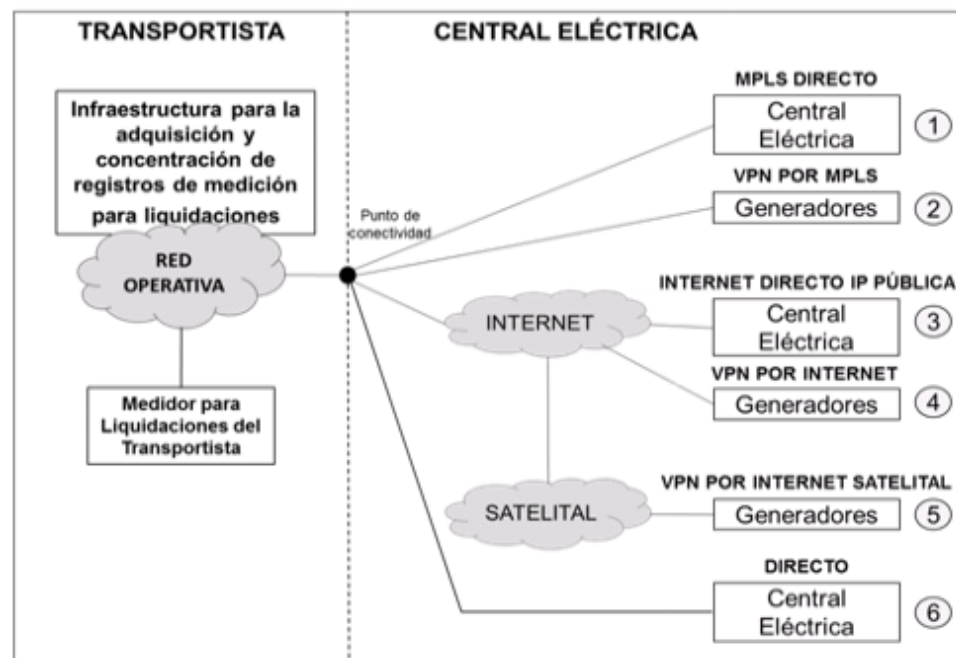 TRANSPORTISTA
Infraestructura para la
adquisición y
concentración de
registros de medición
para liquidaciones
RED
OPERATIVA
Medidor para
Liquidaciones del
Transportista
Punto de
conectividad
CENTRAL ELÉCTRICA
MPLS DIRECTO
Central
Eléctrica
1
VPN POR MPLS
Generadores
2
INTERNET
INTERNET DIRECTO IP PÚBLICA
Central
Eléctrica
3
VPN POR INTERNET
Generadores
4
SATELITAL
VPN POR INTERNET SATELITAL
Generadores
5
DIRECTO
Central
Eléctrica
6